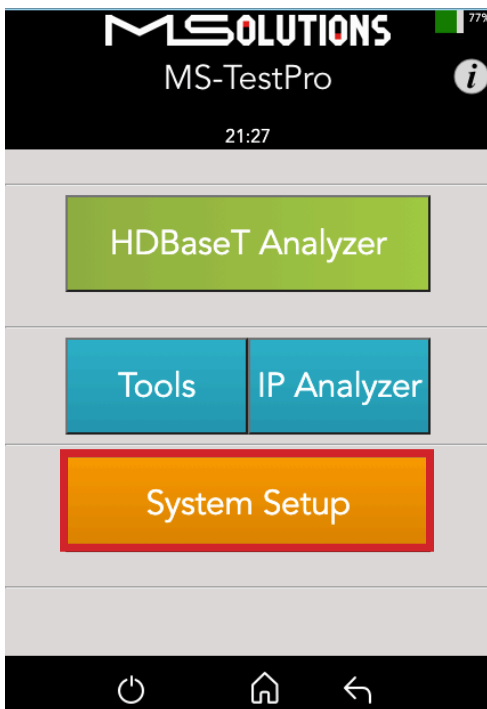 MSOLUTIONS
77%
MS-TestPro
i
21:27
HDBaseT Analyzer
Tools
IP Analyzer
System Setup